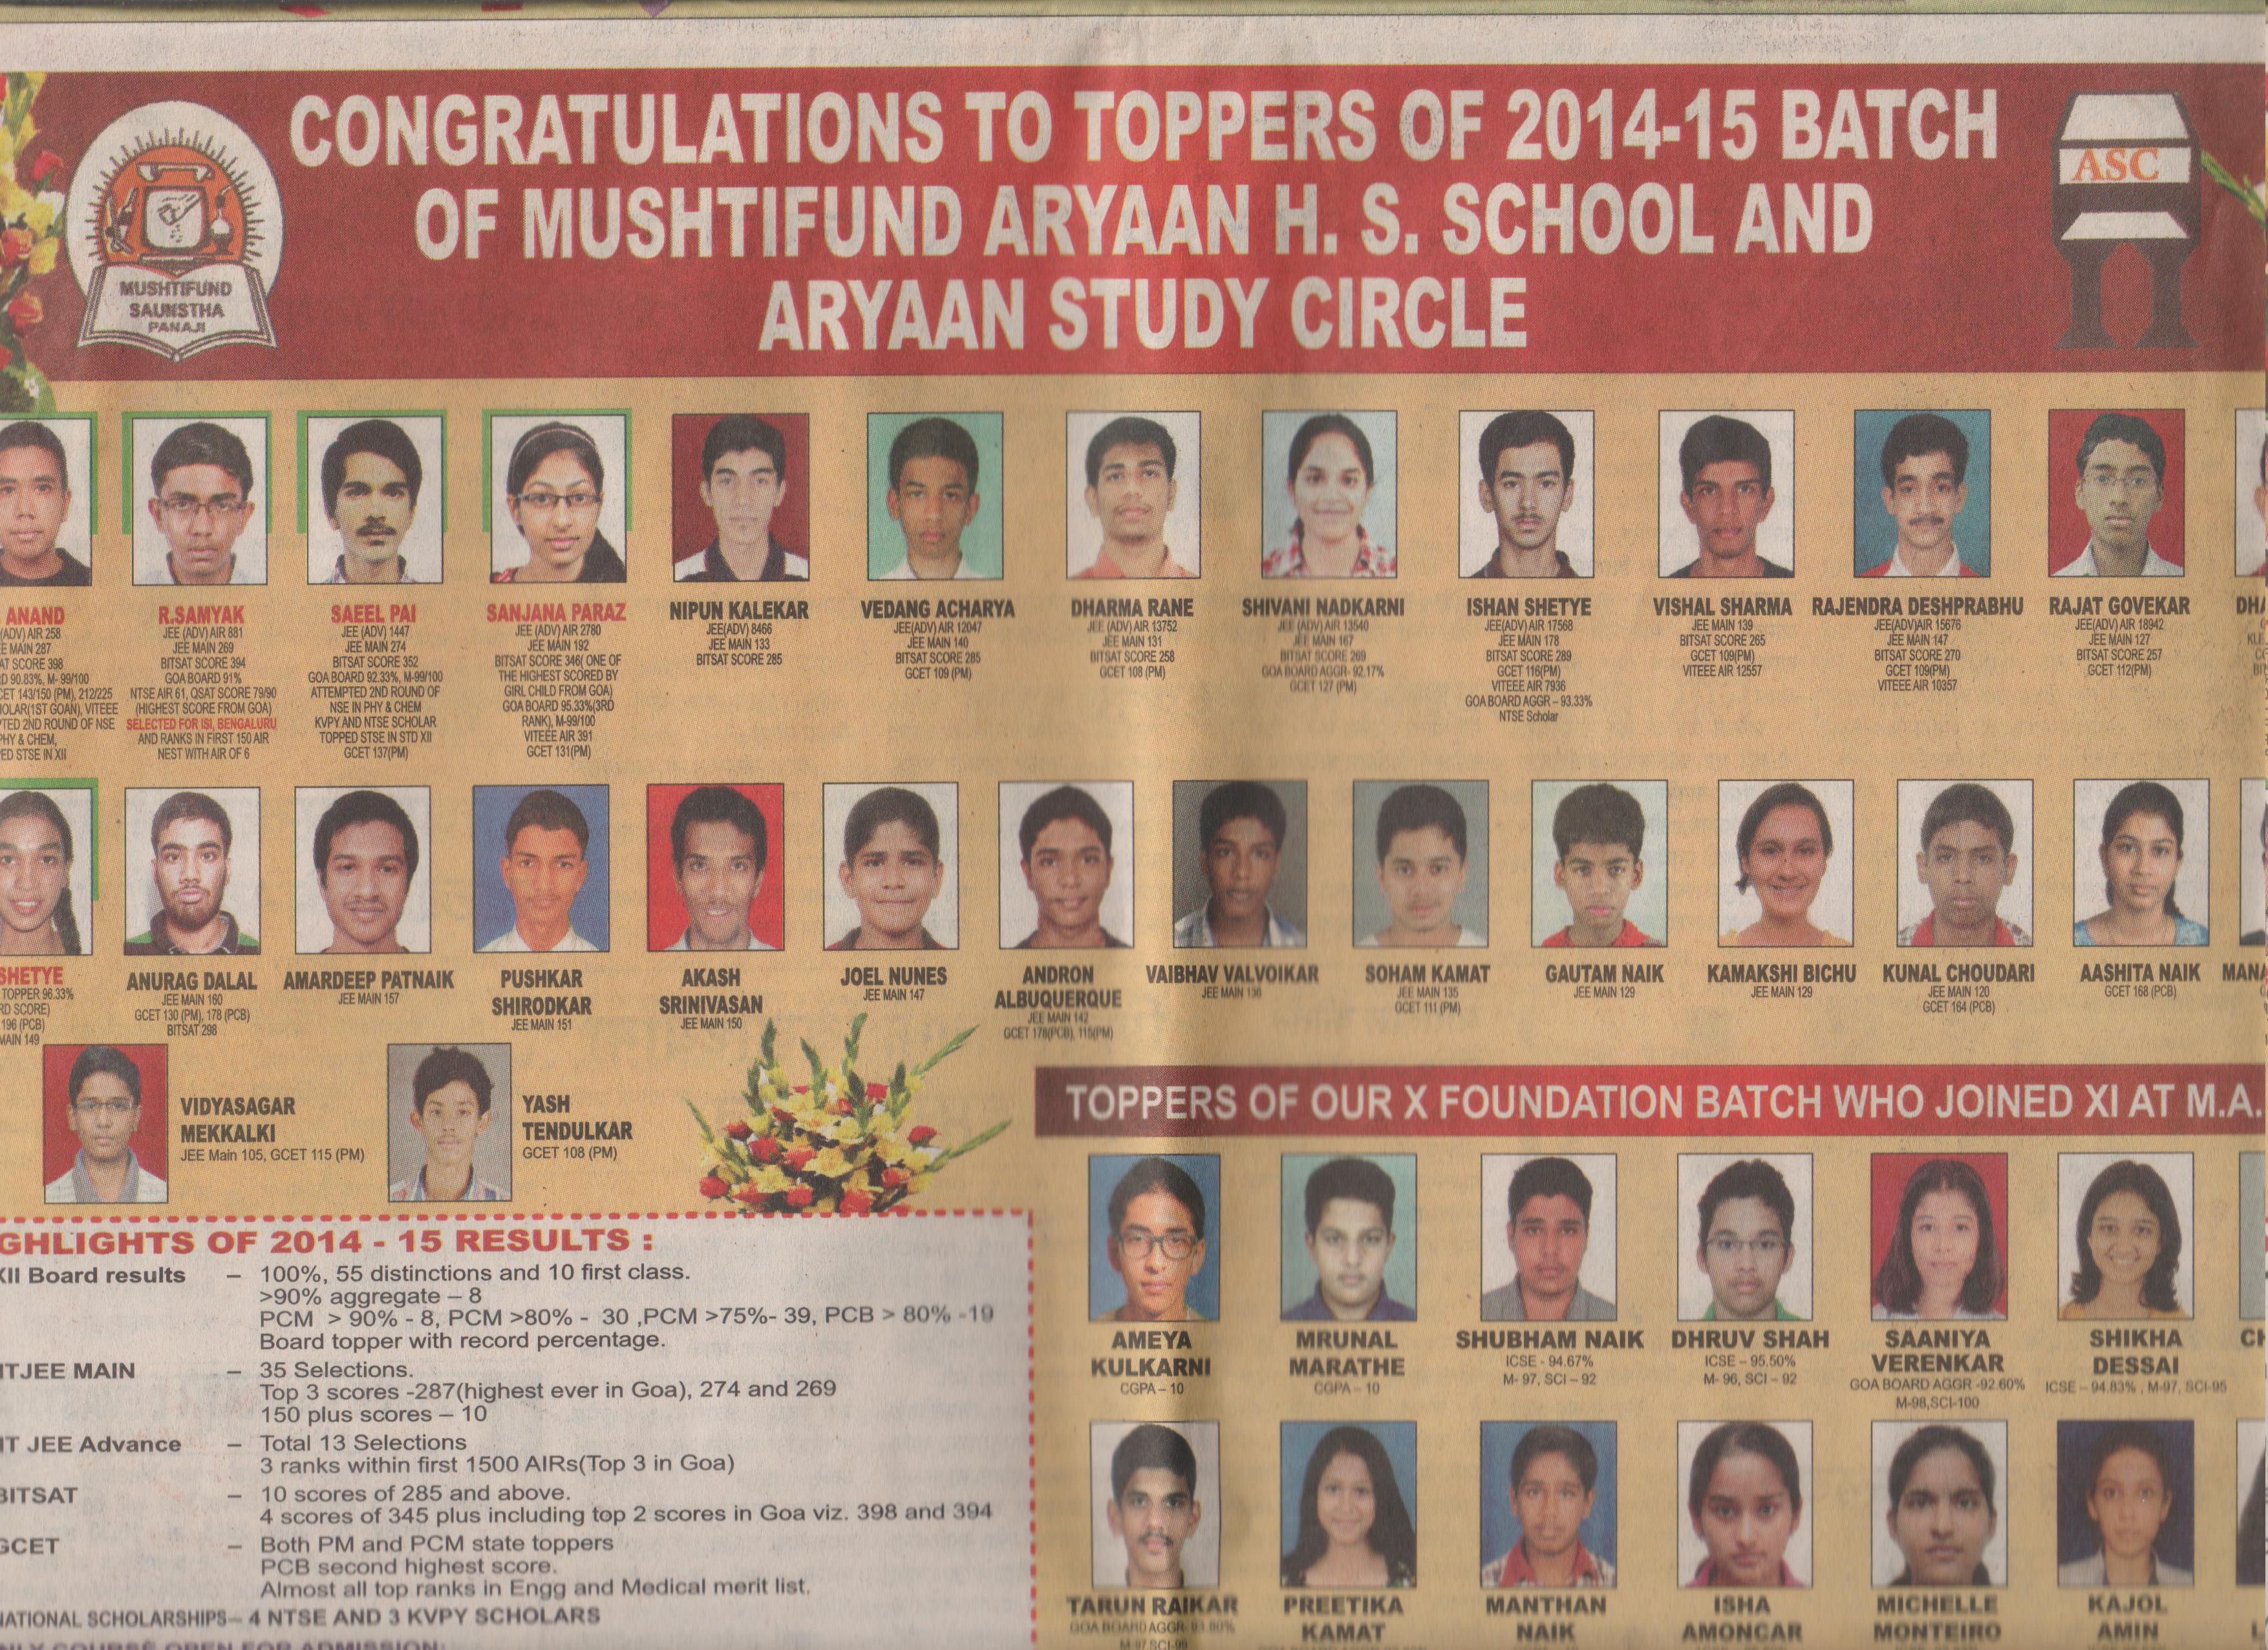 CONGRATULATIONS TO TOPPERS OF 2014-15 BATCH
OF MUSHTIFUND ARYAAN H. S. SCHOOL AND
ARYAAN STUDY CIRCLE
MUSHTIFUND
SAUNSTHA
PANAJI
ASC
ANAND
(ADV) AIR 258
MAIN 287
SCORE 398
90.83%, M- 99/100
CET 143/150 (PM), 212/225
(1ST GOAN), VITEEE
2ND ROUND OF NSE
PHY & CHEM,
STSE IN XII
R.SAMYAK
JEE (ADV) AIR 881
JEE MAIN 269
BITSAT SCORE 394
GOA BOARD 91%
NTSE AIR 61, QSAT SCORE 79/90
(HIGHEST SCORE FROM GOA)
SELECTED FOR ISI, BENGALURU
AND RANKS IN FIRST 150 AIR
NEST WITH AIR OF 6
SAEEL PAI
JEE (ADV) 1447
JEE MAIN 274
BITSAT SCORE 352
GOA BOARD 92.33%, M-99/100
ATTEMPTED 2ND ROUND OF
NSE IN PHY & CHEM
KVPY AND NTSE SCHOLAR
TOPPED STSE IN STD XII
GCET 137(PM)
SANJANA PARAZ
JEE (ADV) AIR 2780
JEE MAIN 192
BITSAT SCORE 346( ONE OF
THE HIGHEST SCORED BY
GIRL CHILD FROM GOA)
GOA BOARD 95.33%(3RD
RANK), M-99/100
VITEEE AIR 391
GCET 131(PM)
NIPUN KALEKAR
JEE(ADV) 8466
JEE MAIN 133
BITSAT SCORE 285
VEDANG ACHARYA
JEE(ADV) AIR 12047
JEE MAIN 140
BITSAT SCORE 285
GCET 109 (PM)
DHARMA RANE
JEE (ADV) AIR 13752
JEE MAIN 131
BITSAT SCORE 258
GCET 108 (PM)
SHIVANI NADKARNI
JEE (ADV) AIR 13540
JEE MAIN 167
BITSAT SCORE 269
GOA BOARD AGGR- 92.17%
GCET 127 (PM)
ISHAN SHETYE
JEE(ADV) AIR 17568
JEE MAIN 178
BITSAT SCORE 289
GCET 116(PM)
VITEEE AIR 7936
GOA BOARD AGGR – 93.33%
NTSE Scholar
VISHAL SHARMA
JEE MAIN 139
BITSAT SCORE 265
GCET 109(PM)
VITEEE AIR 12557
RAJENDRA DESHPRABHU
JEE(ADV)AIR 15676
JEE MAIN 147
BITSAT SCORE 270
GCET 109(PM)
VITEEE AIR 10357
RAJAT GOVEKAR
JEE(ADV) AIR 18942
JEE MAIN 127
BITSAT SCORE 257
GCET 112(PM)
SHETYE
TOPPER 96.33%
SCORE)
196 (PCB)
MAIN 149
ANURAG DALAL
JEE MAIN 160
GCET 130 (PM), 178 (PCB)
BITSAT 298
AMARDEEP PATNAIK
JEE MAIN 157
PUSHKAR
SHIRODKAR
JEE MAIN 151
AKASH
SRINIVASAN
JEE MAIN 150
JOEL NUNES
JEE MAIN 147
ANDRON
ALBUQUERQUE
JEE MAIN 142
GCET 178(PCB), 115(PM)
VAIBHAV VALVOIKAR
JEE MAIN 136
SOHAM KAMAT
JEE MAIN 135
GCET 111 (PM)
GAUTAM NAIK
JEE MAIN 129
KAMAKSHI BICHU
JEE MAIN 129
KUNAL CHOUDARI
JEE MAIN 120
GCET 164 (PCB)
AASHITA NAIK
GCET 168 (PCB)
VIDYASAGAR
MEKKALKI
JEE Main 105, GCET 115 (PM)
YASH
TENDULKAR
GCET 108 (PM)
TOPPERS OF OUR X FOUNDATION BATCH WHO JOINED XI AT M.A.
AMEYA
KULKARNI
CGPA – 10
MRUNAL
MARATHE
CGPA – 10
SHUBHAM NAIK
ICSE - 94.67%
M- 97, SCI – 92
DHRUV SHAH
ICSE – 95.50%
M- 96, SCI – 92
SAANIYA
VERENKAR
GOA BOARD AGGR -92.60%
M-98,SCI-100
SHIKHA
DESSAI
ICSE – 94.83% , M-97, SCI-95
TARUN RAIKAR
GOA BOARD AGGR- 93.80%
M-97 SCI-99
PREETIKA
KAMAT
MANTHAN
NAIK
ISHA
AMONCAR
MICHELLE
MONTEIRO
KAJOL
AMIN
GHLIGHTS OF 2014 - 15 RESULTS :
XII Board results – 100%, 55 distinctions and 10 first class.
>90% aggregate – 8
PCM > 90% - 8, PCM >80% - 30 ,PCM >75%- 39, PCB > 80% -19
Board topper with record percentage.
ITJEE MAIN – 35 Selections.
Top 3 scores -287(highest ever in Goa), 274 and 269
150 plus scores – 10
IT JEE Advance – Total 13 Selections
3 ranks within first 1500 AIRs(Top 3 in Goa)
BITSAT – 10 scores of 285 and above.
4 scores of 345 plus including top 2 scores in Goa viz. 398 and 394
GCET – Both PM and PCM state toppers
PCB second highest score.
Almost all top ranks in Engg and Medical merit list.
NATIONAL SCHOLARSHIPS– 4 NTSE AND 3 KVPY SCHOLARS